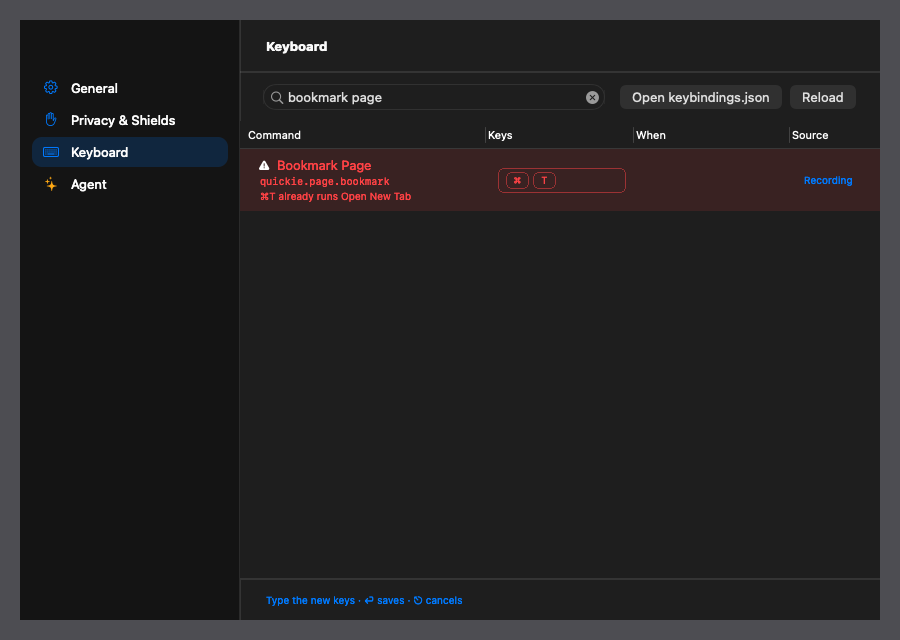 Keyboard
General
Privacy & Shields
Keyboard
Agent
bookmark page
Open keybindings.json
Reload
Command
Keys
When
Source
Bookmark Page
quickie.page.bookmark
⌘T already runs Open New Tab
⌘ T
Recording
Type the new keys · ↩ saves · ⎋ cancels